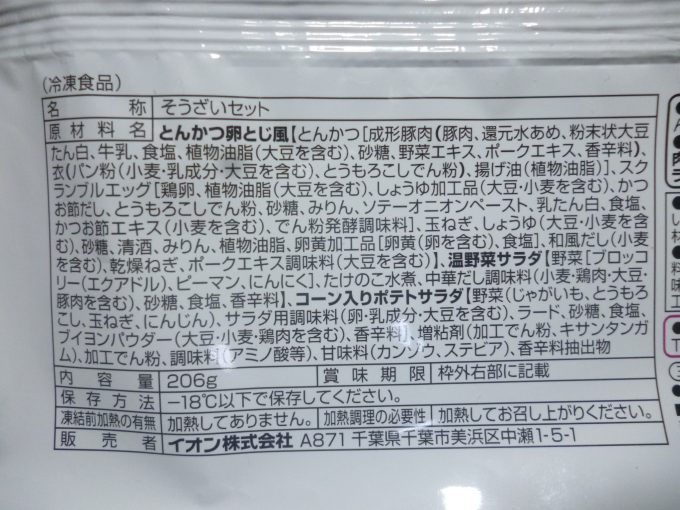 (冷凍食品)
名 称 そうざいセット
原 材 料 名 とんかつ卵とじ風【とんかつ[成形豚肉(豚肉、還元水あめ、粉末状大豆
たん白、牛乳、食塩、植物油脂(大豆を含む)、砂糖、野菜エキス、ポークエキス、香辛料)、
衣(パン粉(小麦・乳成分・大豆を含む)、とうもろこしでん粉)、揚げ油(植物油脂)]、スク
ランブルエッグ[鶏卵、植物油脂(大豆を含む)、しょうゆ加工品(大豆・小麦を含む)、かつ
お節だし、とうもろこしでん粉、砂糖、みりん、ソテーオニオンペースト、乳たん白、食塩、
かつお節エキス(小麦を含む)、でん粉発酵調味料]、玉ねぎ、しょうゆ(大豆・小麦を含
む)、砂糖、清酒、みりん、植物油脂、卵黄加工品[卵黄(卵を含む)、食塩]、和風だし(小麦
を含む)、乾燥ねぎ、ポークエキス調味料(大豆を含む)】、温野菜サラダ【野菜[ブロッコ
リー(エクアドル)、ピーマン、にんにく]、たけのこ水煮、中華だし調味料(小麦・鶏肉・大豆・
豚肉を含む)、砂糖、食塩、香辛料】、コーン入りポテトサラダ【野菜(じゃがいも、とうもろ
こし、玉ねぎ、にんじん)、サラダ用調味料(卵・乳成分・大豆を含む)、ラード、砂糖、食塩、
ブイヨンパウダー(大豆・小麦・鶏肉を含む)、香辛料】、増粘剤(加工でん粉、キサンタンガ
ム)、加工でん粉、調味料(アミノ酸等)、甘味料(カンゾウ、ステビア)、香辛料抽出物
内 容 量 206g 賞 味 期 限 枠外右部に記載
保 存 方 法 −18℃以下で保存してください。
凍結前加熱の有無 加熱してありません。 加熱調理の必要性 加熱してお召し上がりください。
販 売 者 イオン株式会社 A871 千葉県千葉市美浜区中瀬1-5-1